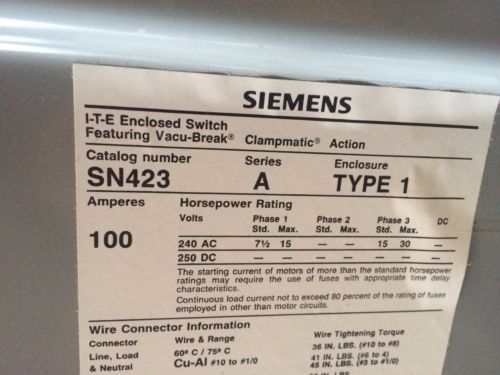 SIEMENS
I-T-E Enclosed Switch
Featuring Vacu-Break® Clampmatic® Action
Catalog number Series Enclosure
SN423 A TYPE 1
Amperes Horsepower Rating
Volts Phase 1 Phase 2 Phase 3 DC
Std. Max. Std. Max. Std. Max.
100
240 AC 7½ 15 — — 15 30 —
250 DC — — — — — — —
The starting current of motors of more than the standard horsepower
ratings may require the use of fuses with appropriate time delay
characteristics.
Continuous load current not to exceed 80 percent of the rating of fuses
employed in other than motor circuits.
Wire Connector Information
Connector Wire & Range Wire Tightening Torque
Line, Load 60º C / 75º C 36 IN. LBS. (#10 to #8)
& Neutral Cu-Al #10 to #1/0 41 IN. LBS. (#6 to 4)
45 IN. LBS. (#3 to #1/0)